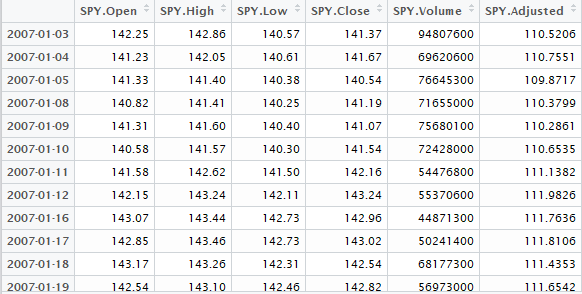 SPY.Open SPY.High SPY.Low SPY.Close SPY.Volume SPY.Adjusted
2007-01-03 142.25 142.86 140.57 141.37 94807600 110.5206
2007-01-04 141.23 142.05 140.61 141.67 69620600 110.7551
2007-01-05 141.33 141.40 140.38 140.54 76645300 109.8717
2007-01-08 140.82 141.41 140.25 141.19 71655000 110.3799
2007-01-09 141.31 141.60 140.40 141.07 75680100 110.2861
2007-01-10 140.58 141.57 140.30 141.54 72428000 110.6535
2007-01-11 141.58 142.62 141.50 142.16 54476800 111.1382
2007-01-12 142.15 143.24 142.11 143.24 55370600 111.9826
2007-01-16 143.07 143.44 142.73 142.96 44871300 111.7636
2007-01-17 142.85 143.46 142.73 143.02 50241400 111.8106
2007-01-18 143.17 143.26 142.31 142.54 68177300 111.4353
2007-01-19 142.54 143.10 142.46 142.82 56973000 111.6542